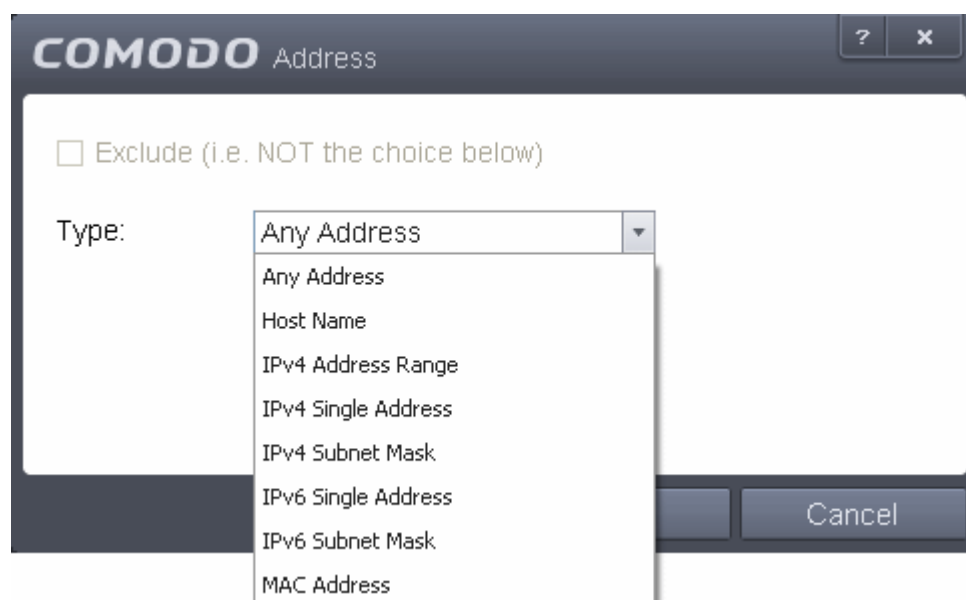 COMODO Address ? x
Exclude (i.e. NOT the choice below)
Type: Any Address
Any Address
Host Name
IPv4 Address Range
IPv4 Single Address
IPv4 Subnet Mask
IPv6 Single Address
Cancel
IPv6 Subnet Mask
MAC Address